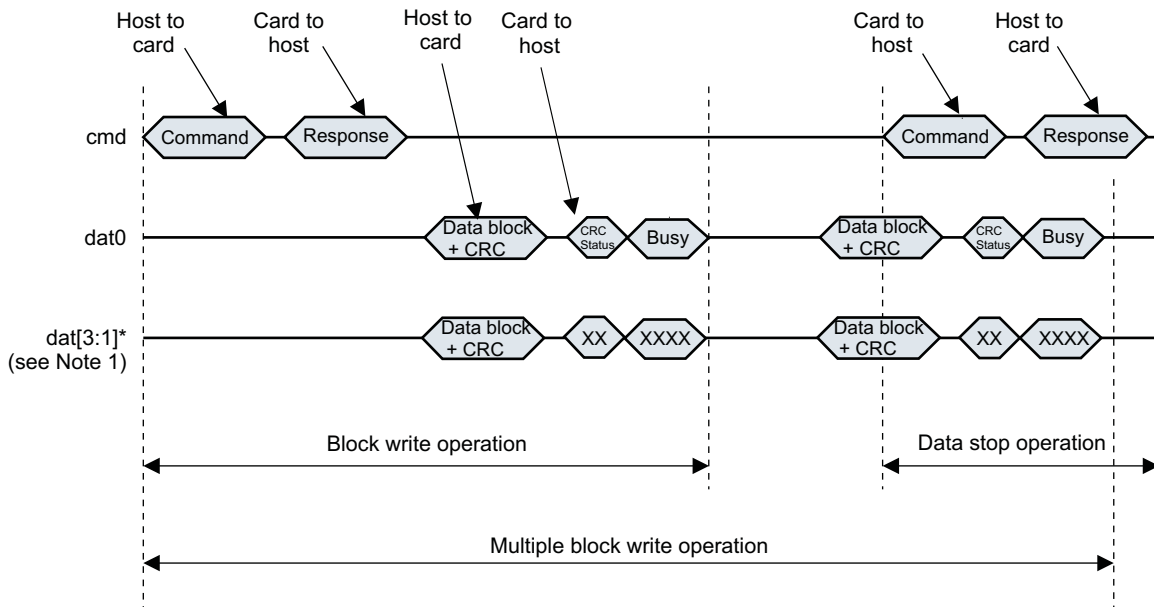 Host to
card
Card to
host
Host to
card
Card to
host
Card to
host
Host to
card
cmd
Command
Response
Command
Response
dat0
Data block
+ CRC
CRC
Status
Busy
Data block
+ CRC
CRC
Status
Busy
dat[3:1]*
(see Note 1)
Data block
+ CRC
XX
XXXX
Data block
+ CRC
XX
XXXX
Block write operation
Data stop operation
Multiple block write operation